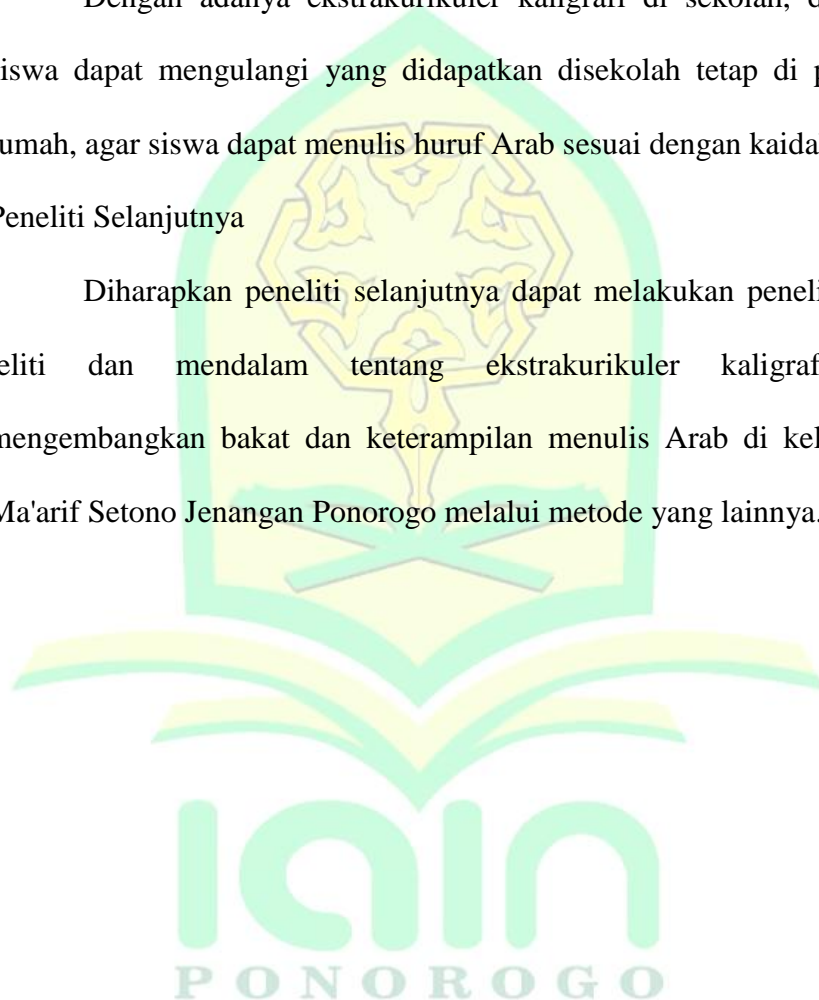 Dengan adanya ekstrakurikuler kaligrafi di sekolah,
siswa dapat mengulangi yang didapatkan disekolah tetap di
rumah, agar siswa dapat menulis huruf Arab sesuai dengan
Peneliti Selanjutnya
Diharapkan peneliti selanjutnya dapat melakukan
teliti dan mendalam tentang ekstrakurikuler
mengembangkan bakat dan keterampilan menulis Arab di
Ma'arif Setono Jenangan Ponorogo melalui metode yang lainnya.
iain
PONOROGO